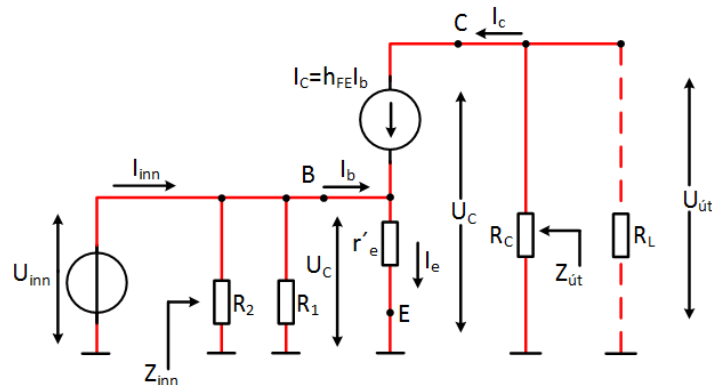 C
I_c
I_C=h_FE I_b
I_inn
B
I_b
U_inn
R_2
R_1
U_C
r´_e
I_e
E
U_C
R_C
Z_út
R_L
U_út
Z_inn